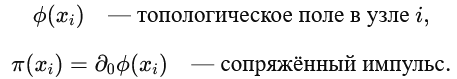 ϕ(xᵢ) — топологическое поле в узле i,
π(xᵢ) = ∂₀ϕ(xᵢ) — сопряжённый импульс.